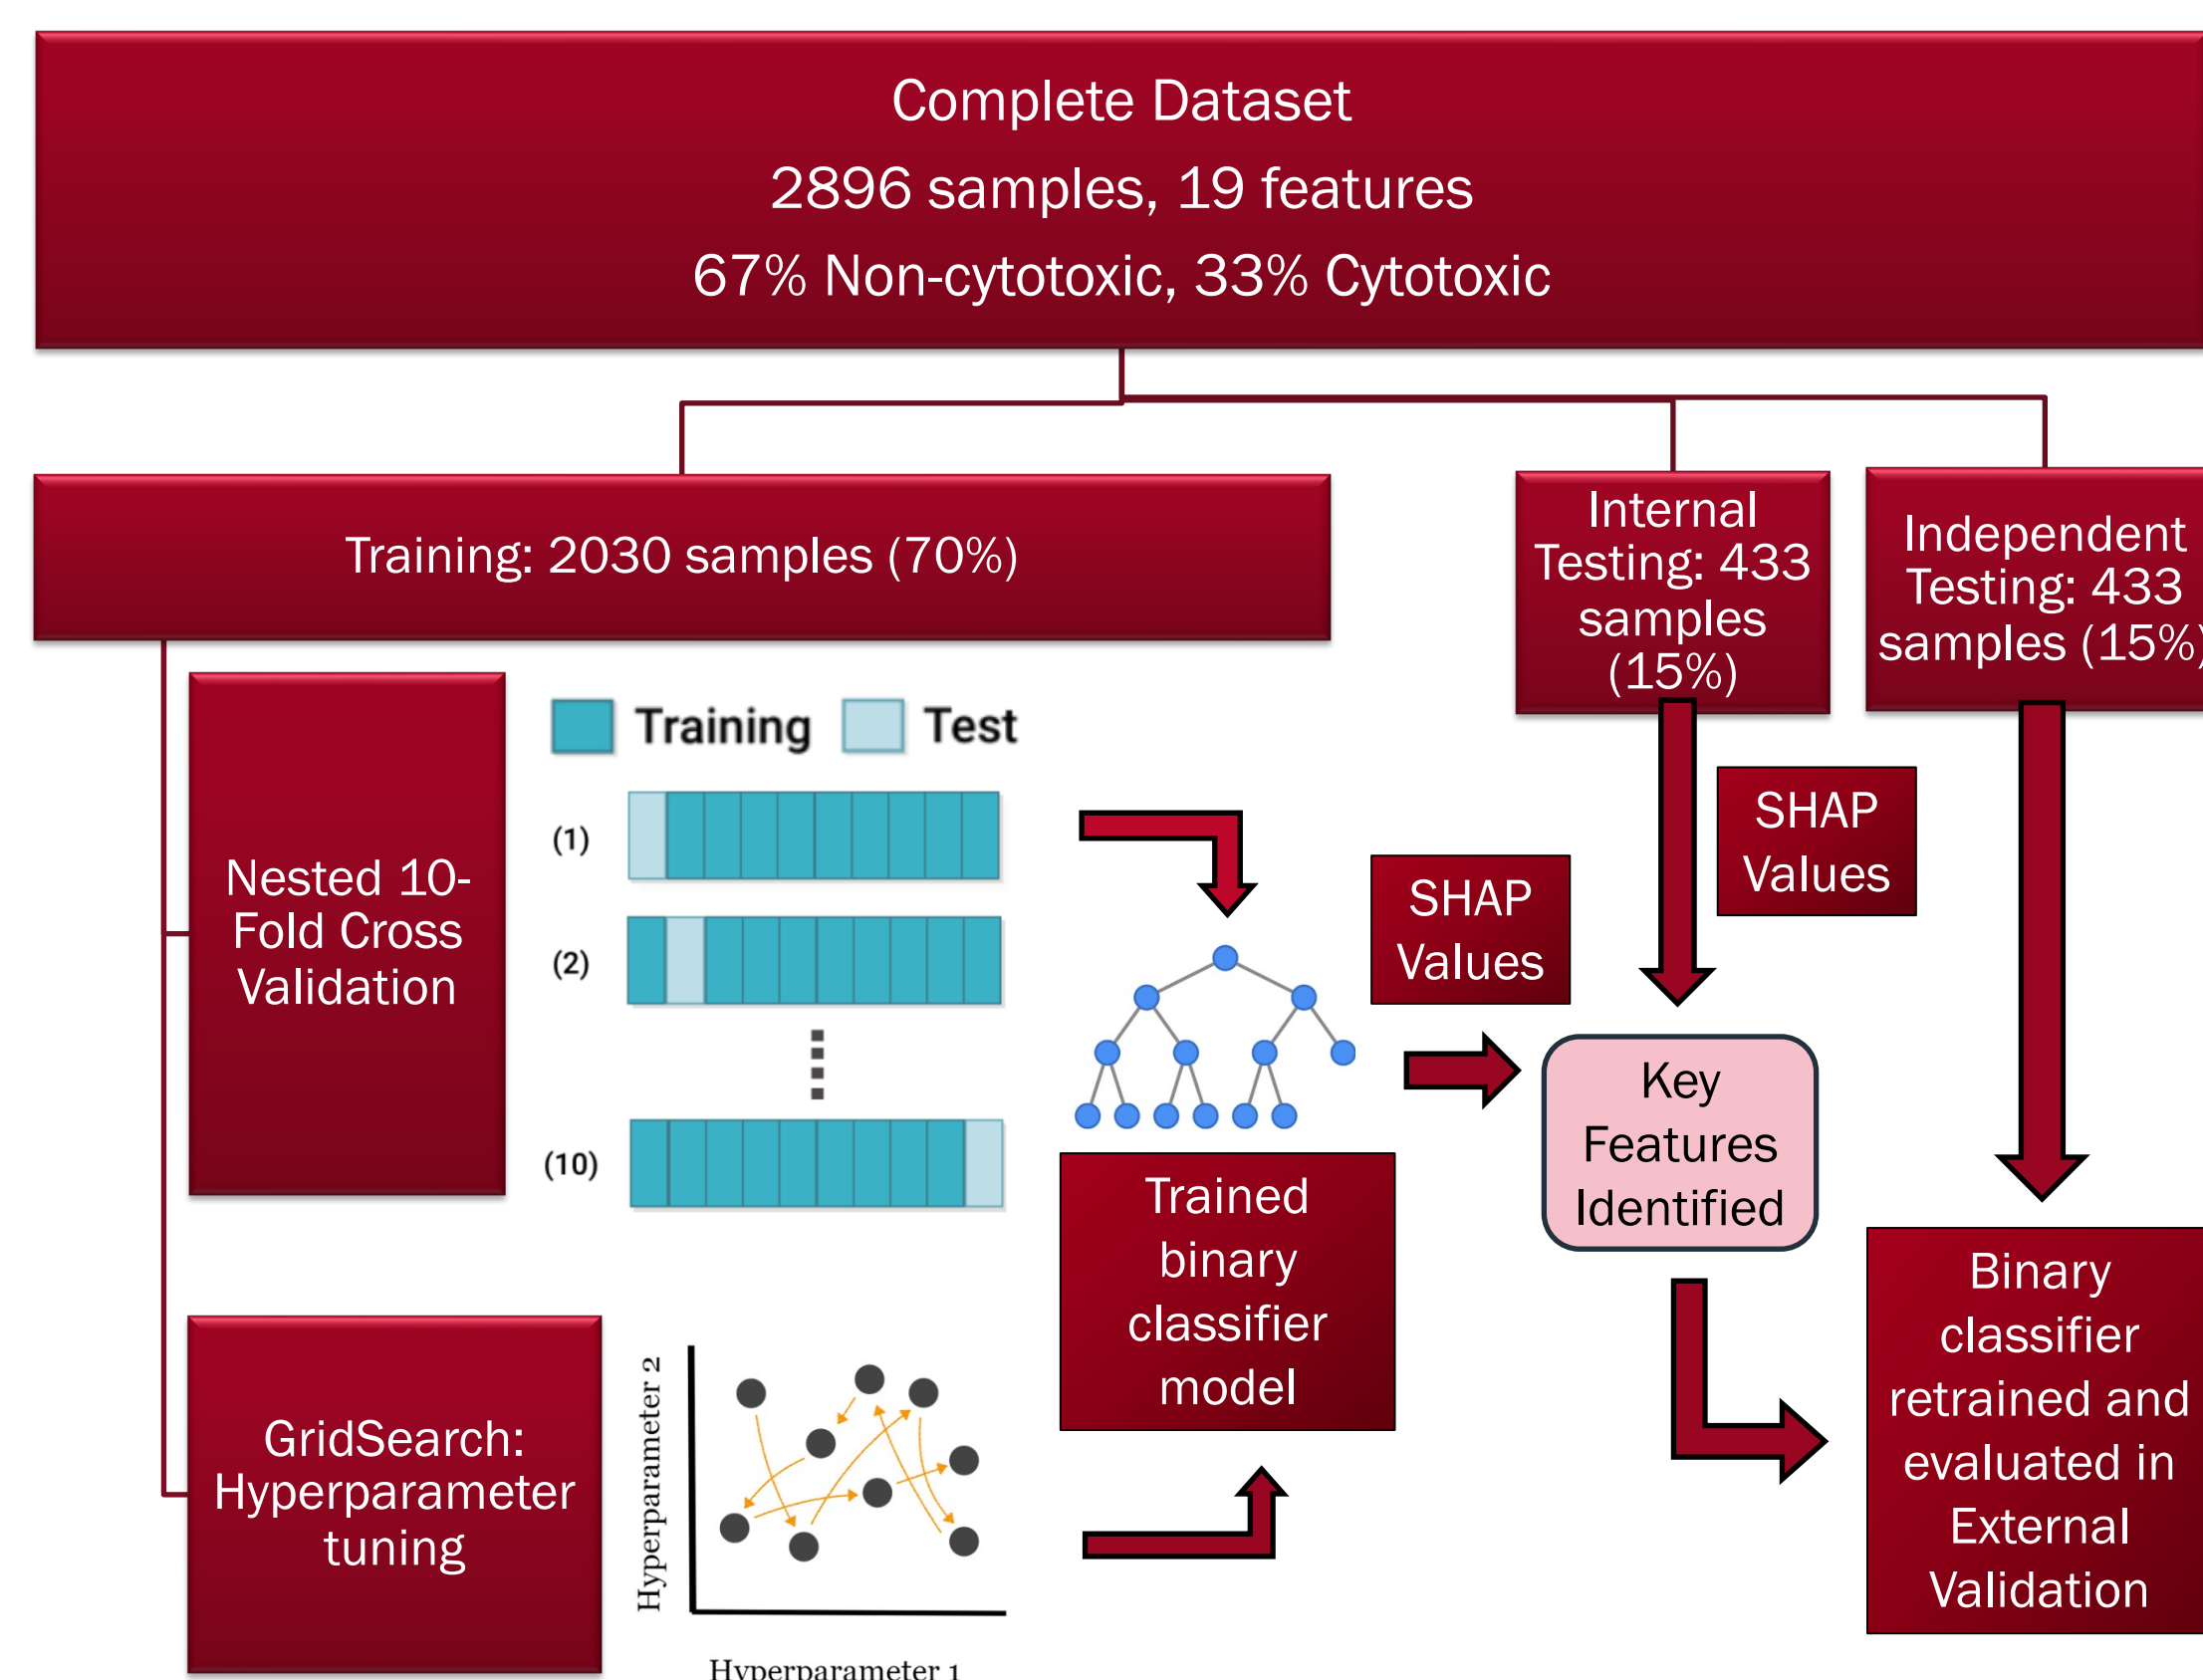 Complete Dataset
2896 samples, 19 features
67% Non-cytotoxic, 33% Cytotoxic
Training: 2030 samples (70%)
Internal
Testing: 433
samples
(15%)
Independent
Testing: 433
samples (15%)
Nested 10-
Fold Cross
Validation
Training
Test
(1)
(2)
(10)
SHAP
Values
SHAP
Values
Key
Features
Identified
Trained
binary
classifier
model
Binary
classifier
retrained and
evaluated in
External
Validation
GridSearch:
Hyperparameter
tuning
Hyperparameter 2
Hyperparameter 1